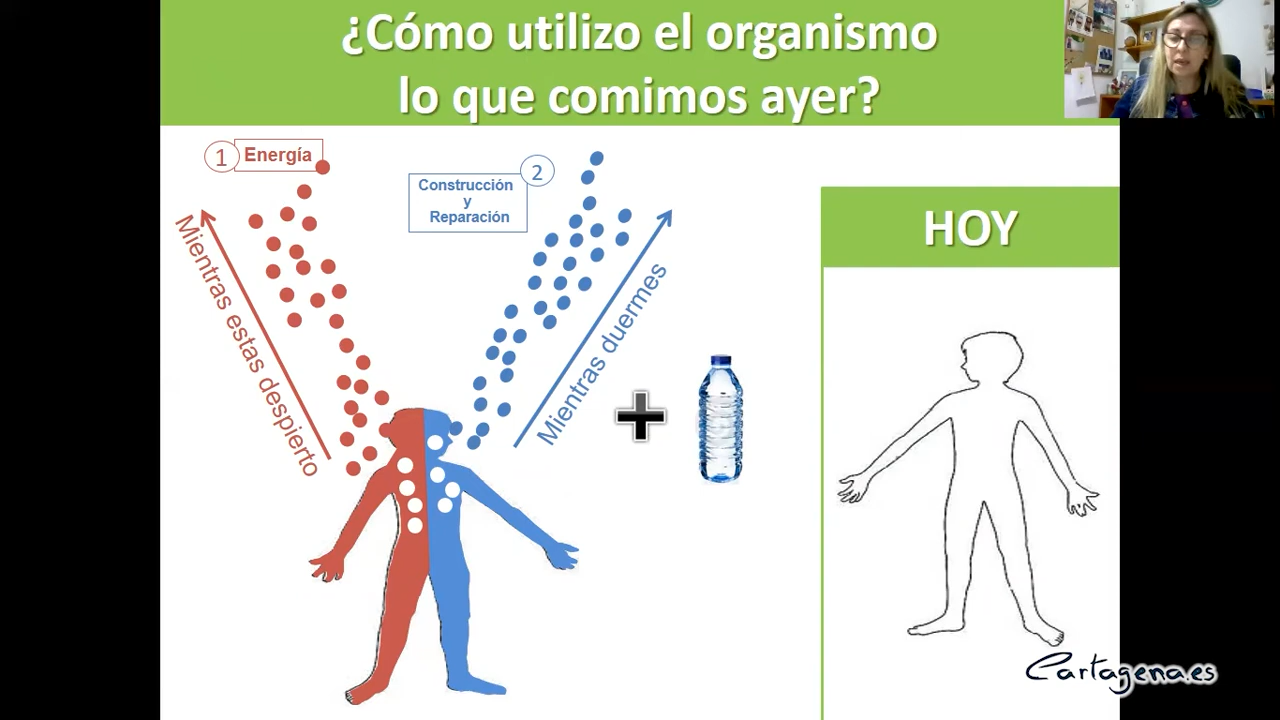 ¿Cómo utilizo el organismo
lo que comimos ayer?
1 Energía
2
Construcción
y
Reparación
Mientras estas despierto
Mientras duermes
HOY
Cartagena.es